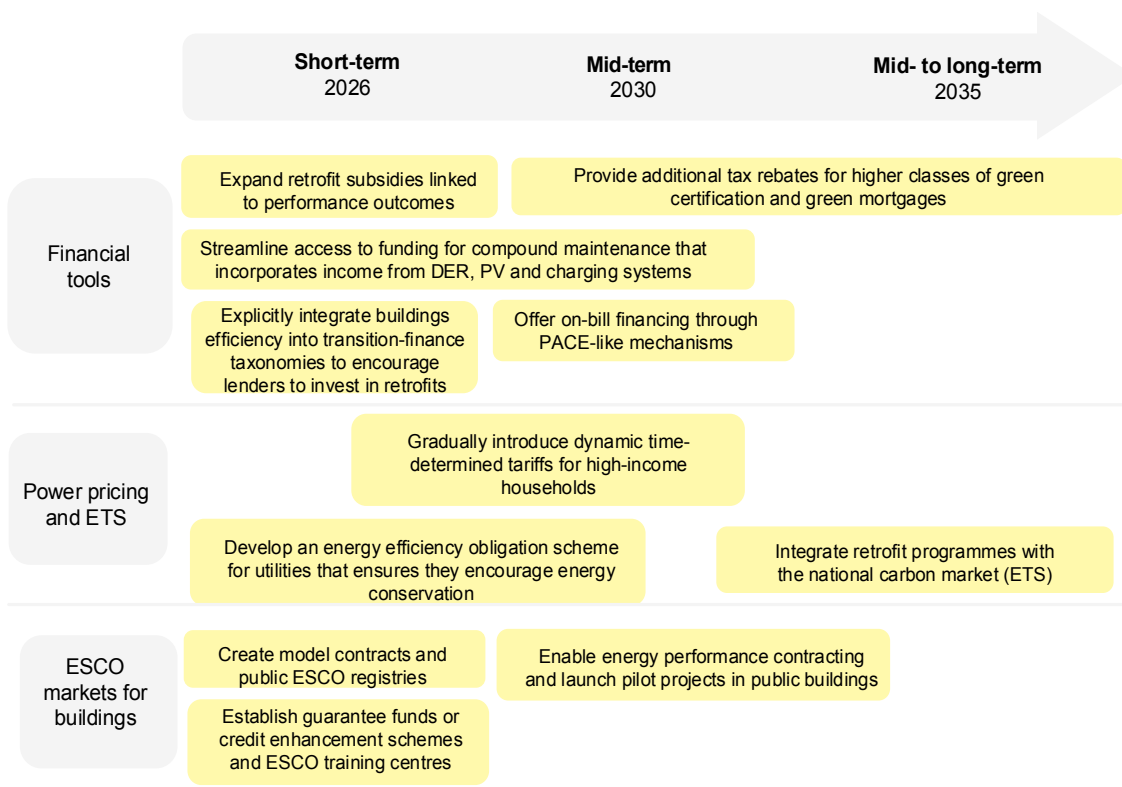 Short-term
2026
Mid-term
2030
Mid- to long-term
2035
Financial
tools
Expand retrofit subsidies linked
to performance outcomes
Provide additional tax rebates for higher classes of green
certification and green mortgages
Streamline access to funding for compound maintenance that
incorporates income from DER, PV and charging systems
Explicitly integrate buildings
efficiency into transition-finance
taxonomies to encourage
lenders to invest in retrofits
Offer on-bill financing through
PACE-like mechanisms
Power pricing
and ETS
Gradually introduce dynamic time-
determined tariffs for high-income
households
Develop an energy efficiency obligation scheme
for utilities that ensures they encourage energy
conservation
Integrate retrofit programmes with
the national carbon market (ETS)
ESCO
markets for
buildings
Create model contracts and
public ESCO registries
Enable energy performance contracting
and launch pilot projects in public buildings
Establish guarantee funds or
credit enhancement schemes
and ESCO training centres